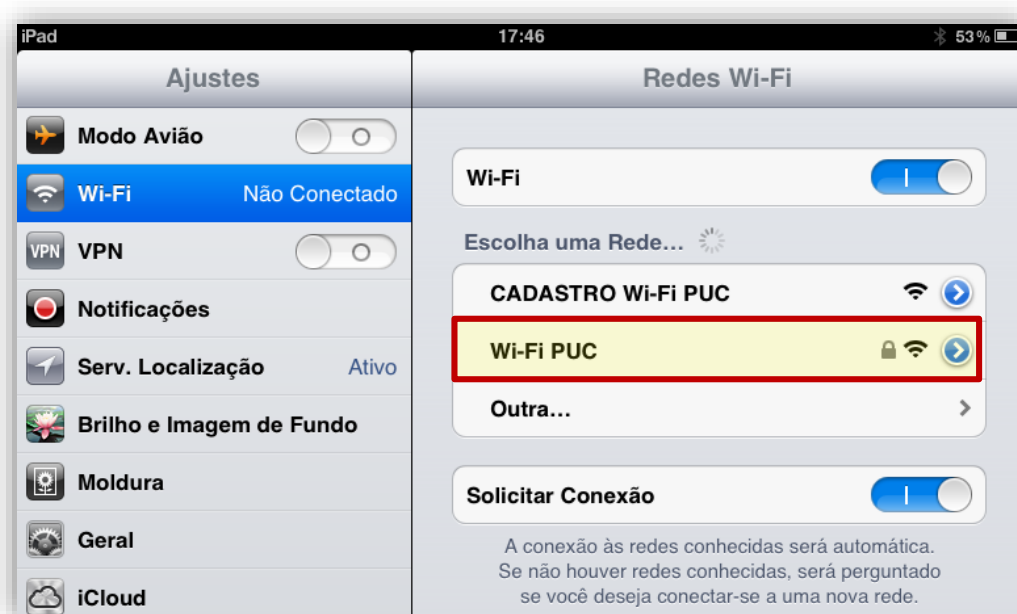 iPad 17:46 53%
Ajustes
Modo Avião
Wi-Fi Não Conectado
VPN VPN
Notificações
Serv. Localização Ativo
Brilho e Imagem de Fundo
Moldura
Geral
iCloud
Redes Wi-Fi
Wi-Fi
Escolha uma Rede...
CADASTRO Wi-Fi PUC
Wi-Fi PUC
Outra...
Solicitar Conexão
A conexão às redes conhecidas será automática.
Se não houver redes conhecidas, será perguntado
se você deseja conectar-se a uma nova rede.